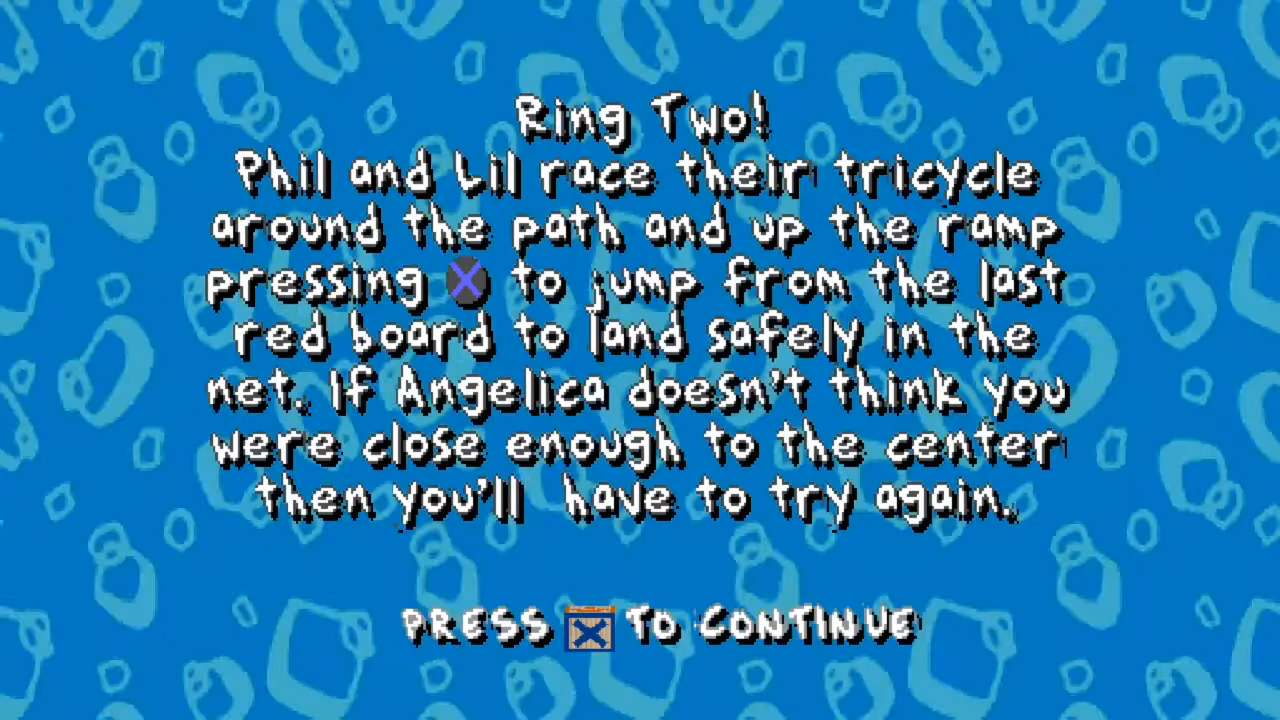 Ring Two!
Phil and Lil race their tricycle
around the path and up the ramp
pressing X to jump from the last
red board to land safely in the
net. If Angelica doesn't think you
were close enough to the center
then you'll have to try again.
PRESS X TO CONTINUE